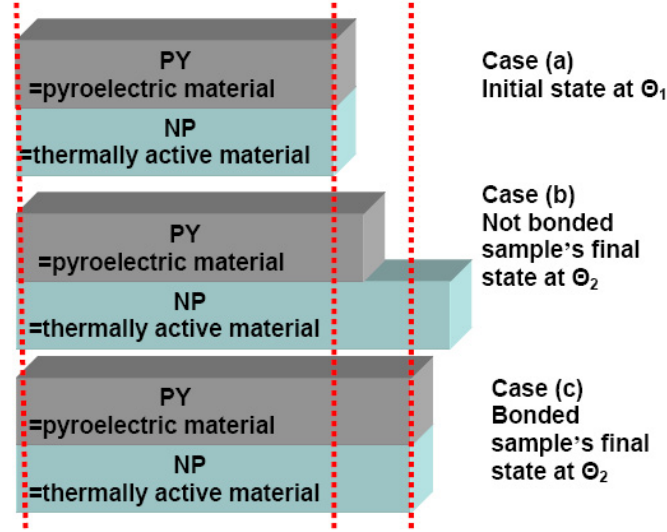 PY
=pyroelectric material
NP
=thermally active material
Case (a)
Initial state at Θ₁
PY
=pyroelectric material
NP
=thermally active material
Case (b)
Not bonded
sample’s final
state at Θ₂
PY
=pyroelectric material
NP
=thermally active material
Case (c)
Bonded
sample’s final
state at Θ₂